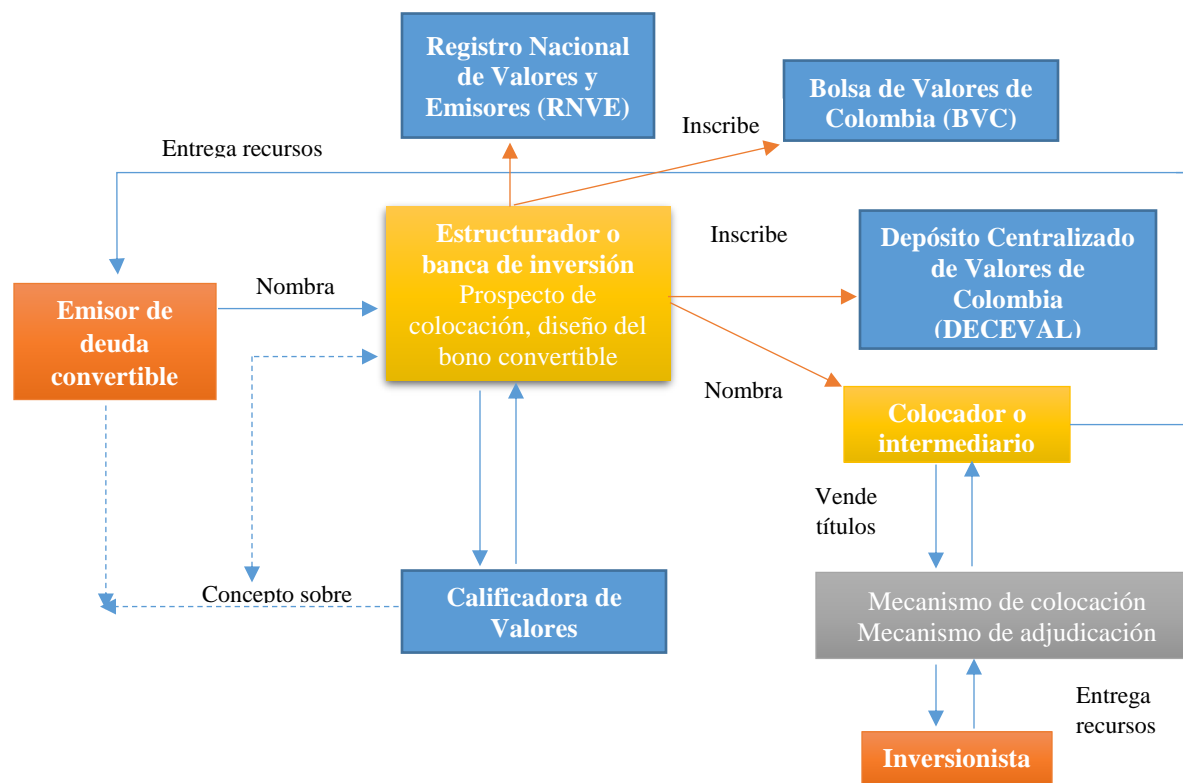 Registro Nacional
de Valores y
Emisores (RNVE)
Bolsa de Valores de
Colombia (BVC)
Inscribe
Entrega recursos
Estructurador o
banca de inversión
Prospecto de
colocación, diseño del
bono convertible
Inscribe
Depósito Centralizado
de Valores de
Colombia
(DECEVAL)
Nombra
Emisor de
deuda
convertible
Nombra
Colocador o
intermediario
Vende
títulos
Concepto sobre
Calificadora de
Valores
Mecanismo de colocación
Mecanismo de adjudicación
Entrega
recursos
Inversionista